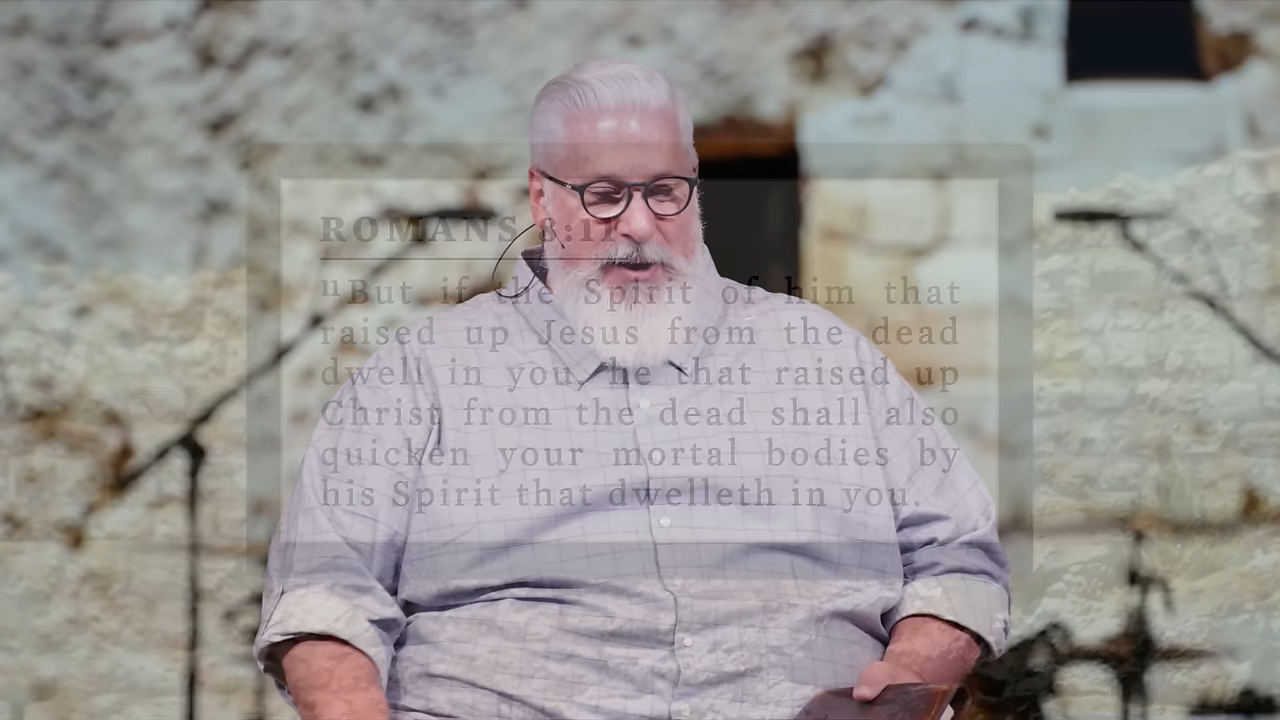 ROMANS 8:11
¹¹But if the Spirit of him that
raised up Jesus from the dead
dwell in you, he that raised up
Christ from the dead shall also
quicken your mortal bodies by
his Spirit that dwelleth in you.